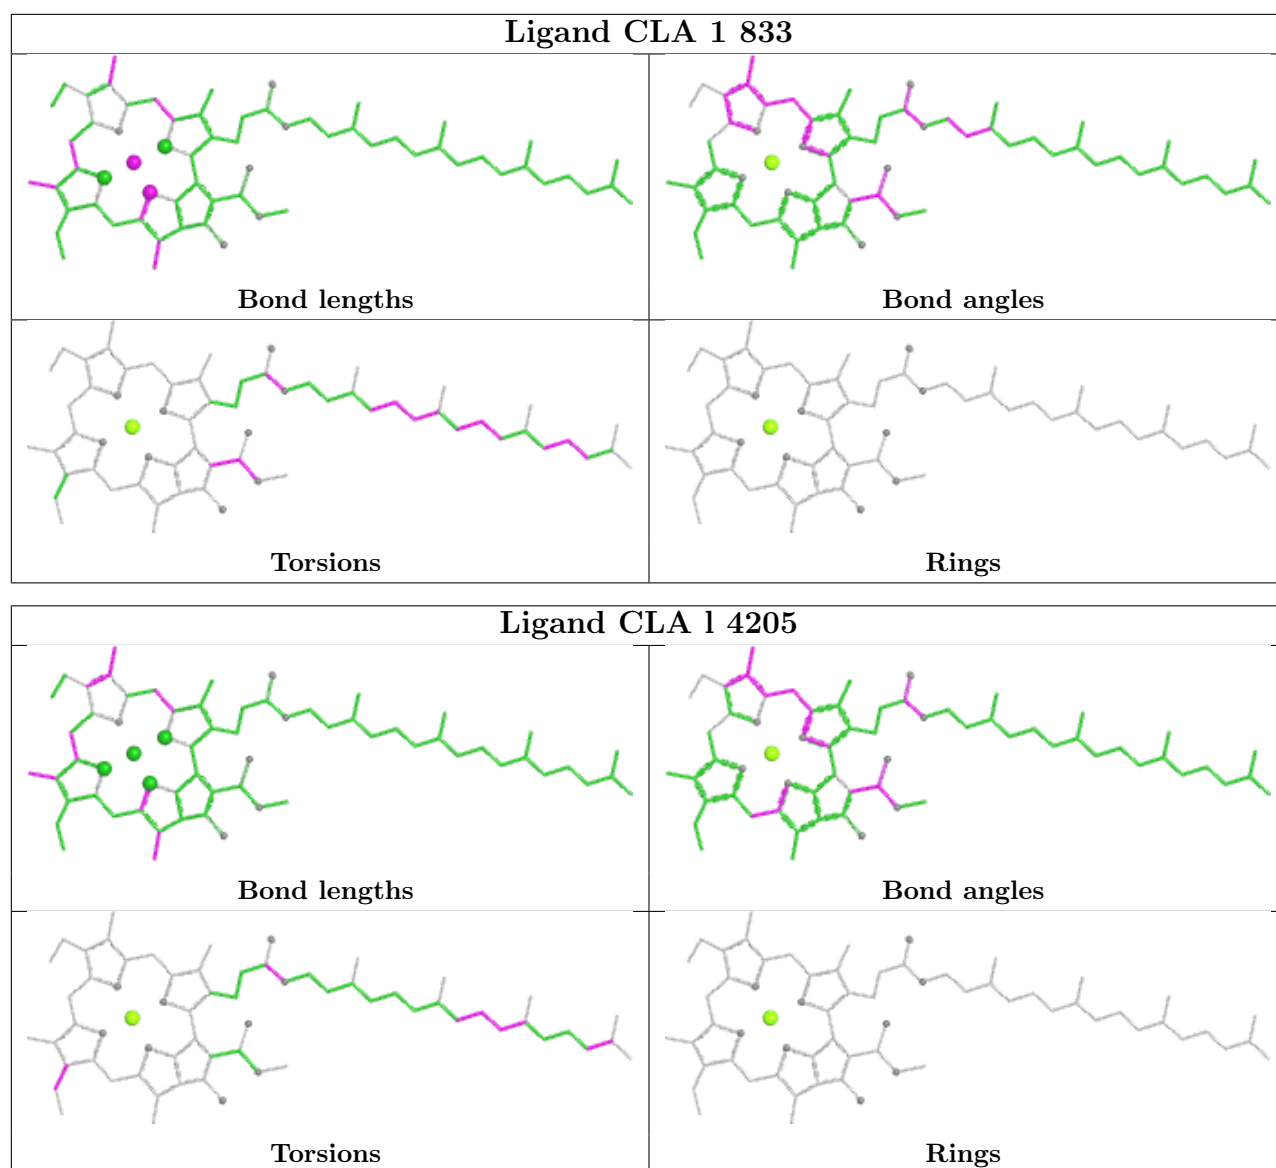 Ligand CLA 1 833
Bond lengths
Bond angles
Torsions
Rings
Ligand CLA l 4205
Bond lengths
Bond angles
Torsions
Rings